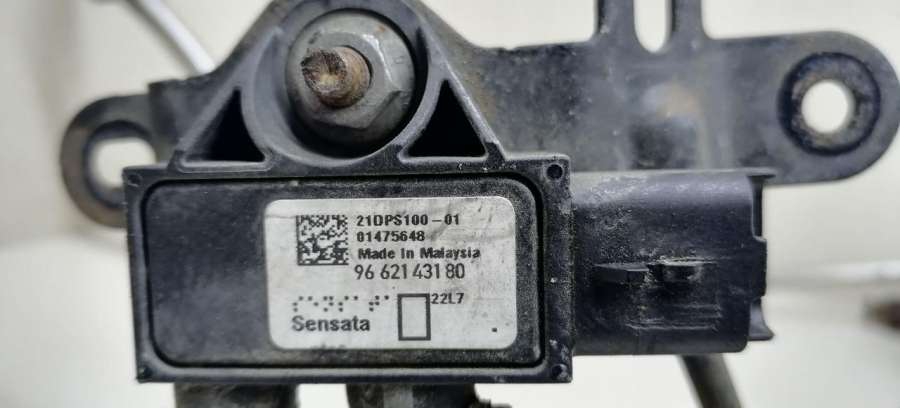 21DPS100-01
01475648
Made In Malaysia
96 621 431 80
22L7
Sensata